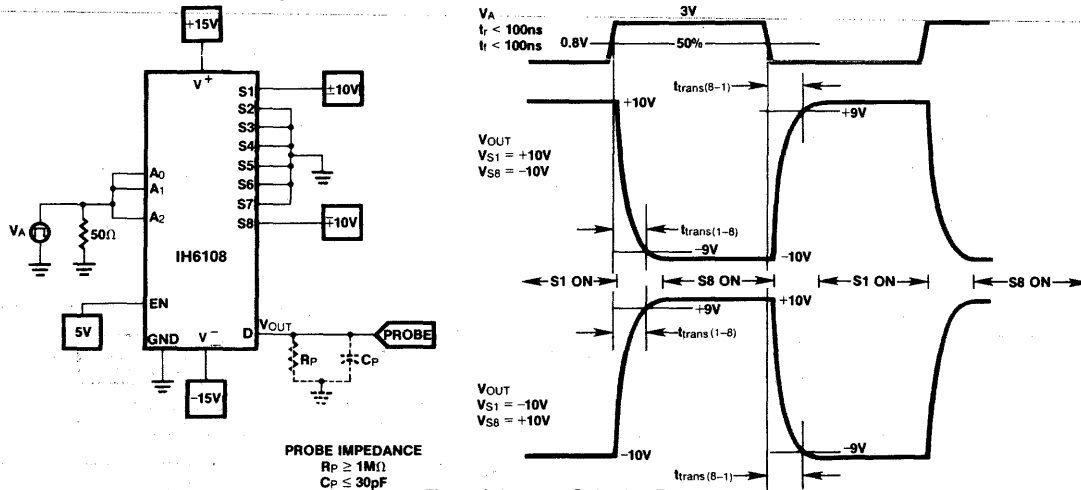 +15V
V+
S1
±10V
S2
S3
S4
S5
S6
S7
S8
∓10V
A0
A1
A2
VA
50Ω
IH6108
EN
5V
GND
V−
D
VOUT
PROBE
RP
CP
−15V
PROBE IMPEDANCE
RP ≥ 1MΩ
CP ≤ 30pF
VA
tr < 100ns
tf < 100ns
3V
0.8V
50%
ttrans(8−1)
+10V
+9V
VOUT
VS1 = +10V
VS8 = −10V
ttrans(1−8)
−9V
−10V
S1 ON
S8 ON
S1 ON
S8 ON
+9V
+10V
ttrans(1−8)
VOUT
VS1 = −10V
VS8 = +10V
−10V
−9V
ttrans(8−1)